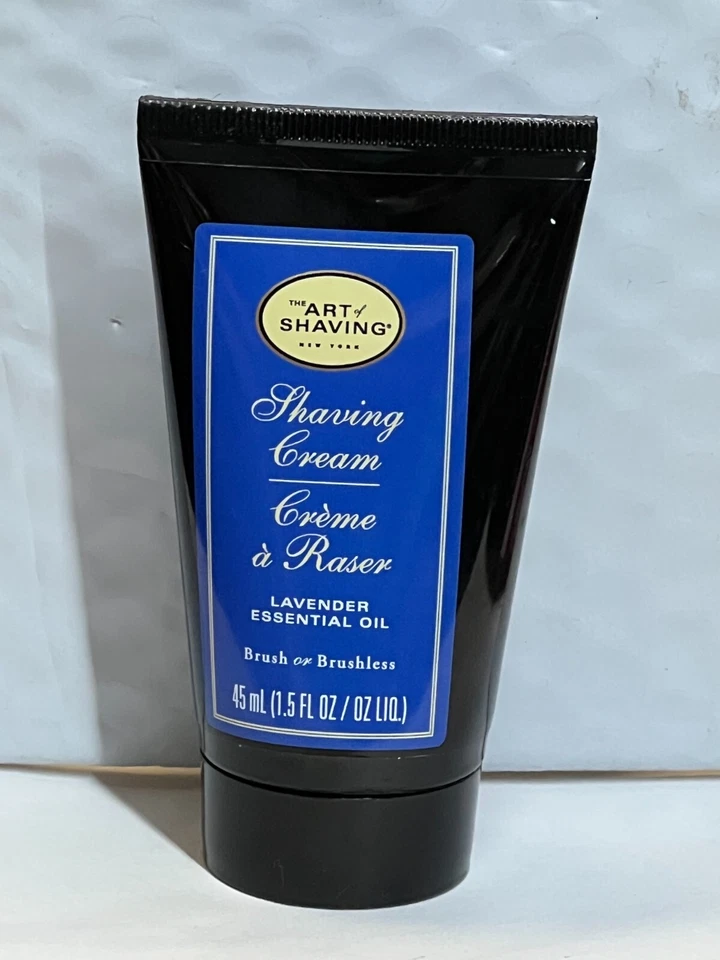 THE ART of
SHAVING®
NEW YORK
Shaving
Cream
Crème
à Raser
LAVENDER
ESSENTIAL OIL
Brush or Brushless
45 mL (1.5 FL OZ / OZ LIQ.)